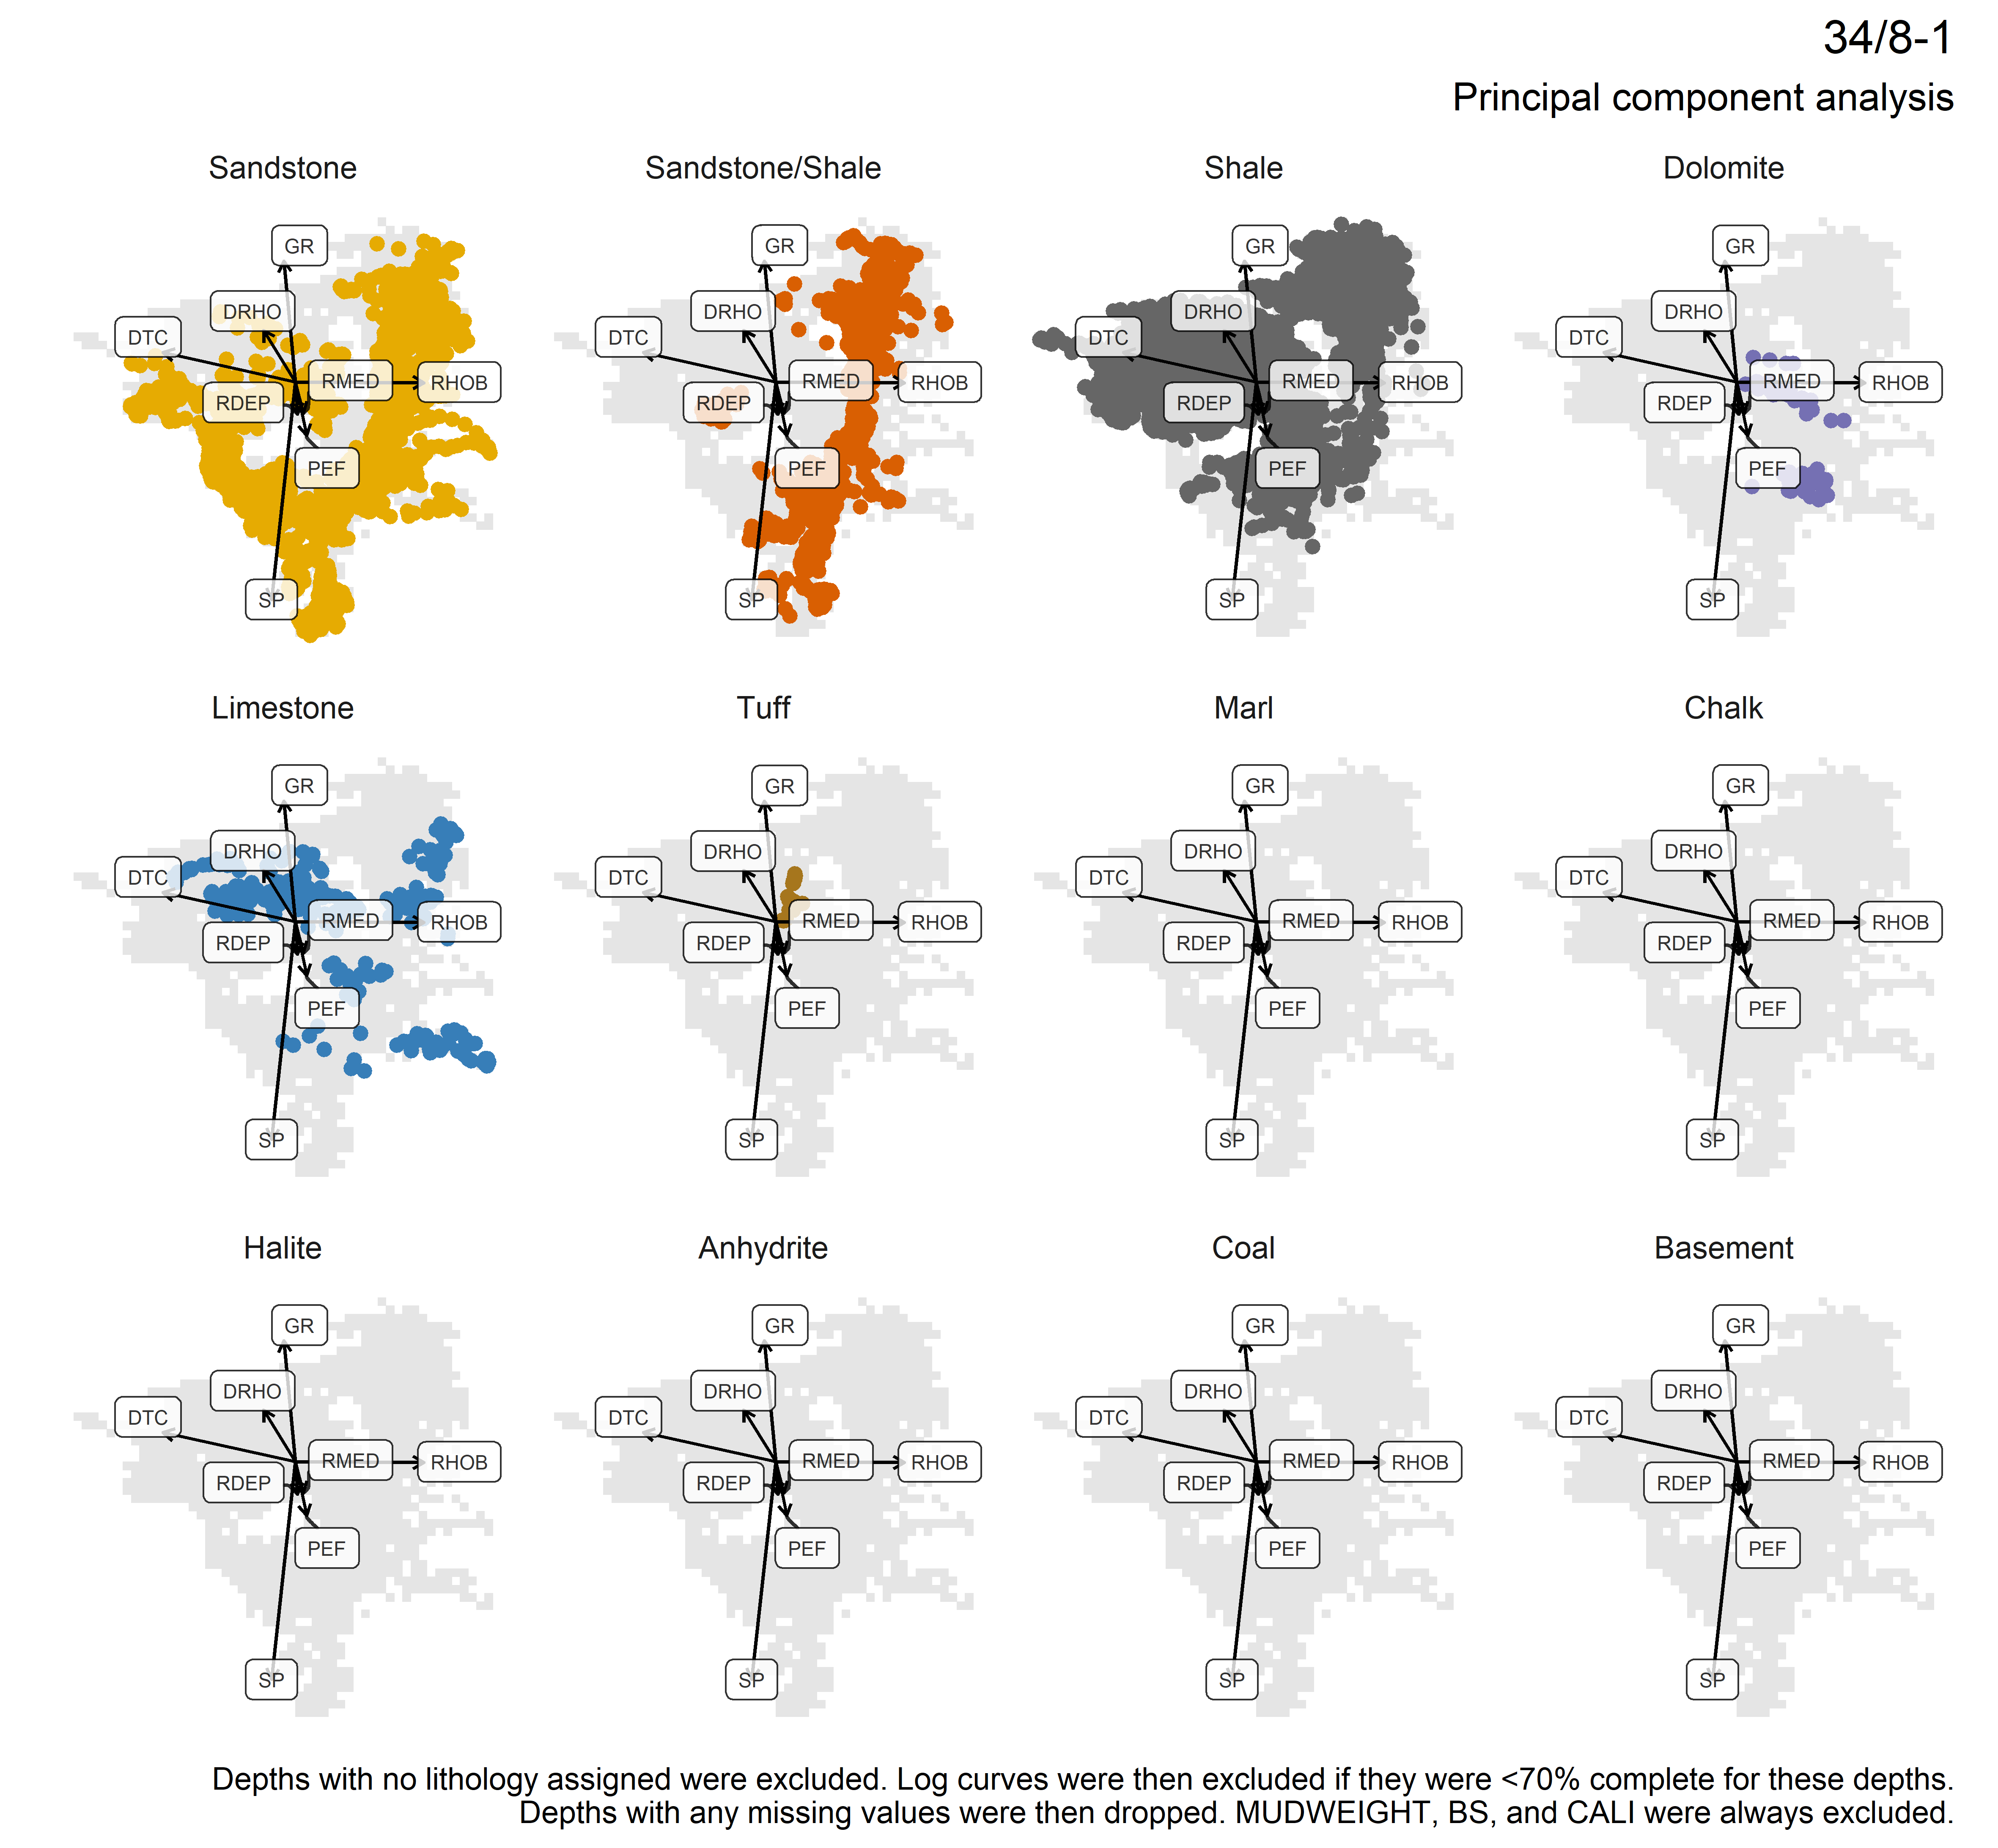 34/8-1
Principal component analysis
Sandstone
GR
DRHO
DTC
RMED
RHOB
RDEP
PEF
SP
Sandstone/Shale
GR
DRHO
DTC
RMED
RHOB
RDEP
PEF
SP
Shale
GR
DRHO
DTC
RMED
RHOB
RDEP
PEF
SP
Dolomite
GR
DRHO
DTC
RMED
RHOB
RDEP
PEF
SP
Limestone
GR
DRHO
DTC
RMED
RHOB
RDEP
PEF
SP
Tuff
GR
DRHO
DTC
RMED
RHOB
RDEP
PEF
SP
Marl
GR
DRHO
DTC
RMED
RHOB
RDEP
PEF
SP
Chalk
GR
DRHO
DTC
RMED
RHOB
RDEP
PEF
SP
Halite
GR
DRHO
DTC
RMED
RHOB
RDEP
PEF
SP
Anhydrite
GR
DRHO
DTC
RMED
RHOB
RDEP
PEF
SP
Coal
GR
DRHO
DTC
RMED
RHOB
RDEP
PEF
SP
Basement
GR
DRHO
DTC
RMED
RHOB
RDEP
PEF
SP
Depths with no lithology assigned were excluded. Log curves were then excluded if they were <70% complete for these depths.
Depths with any missing values were then dropped. MUDWEIGHT, BS, and CALI were always excluded.